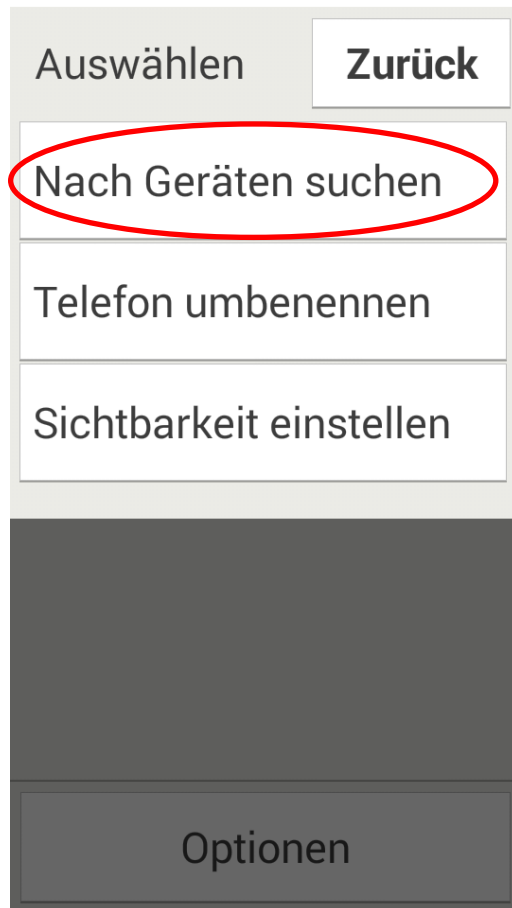 Auswählen Zurück
Nach Geräten suchen
Telefon umbenennen
Sichtbarkeit einstellen
Optionen